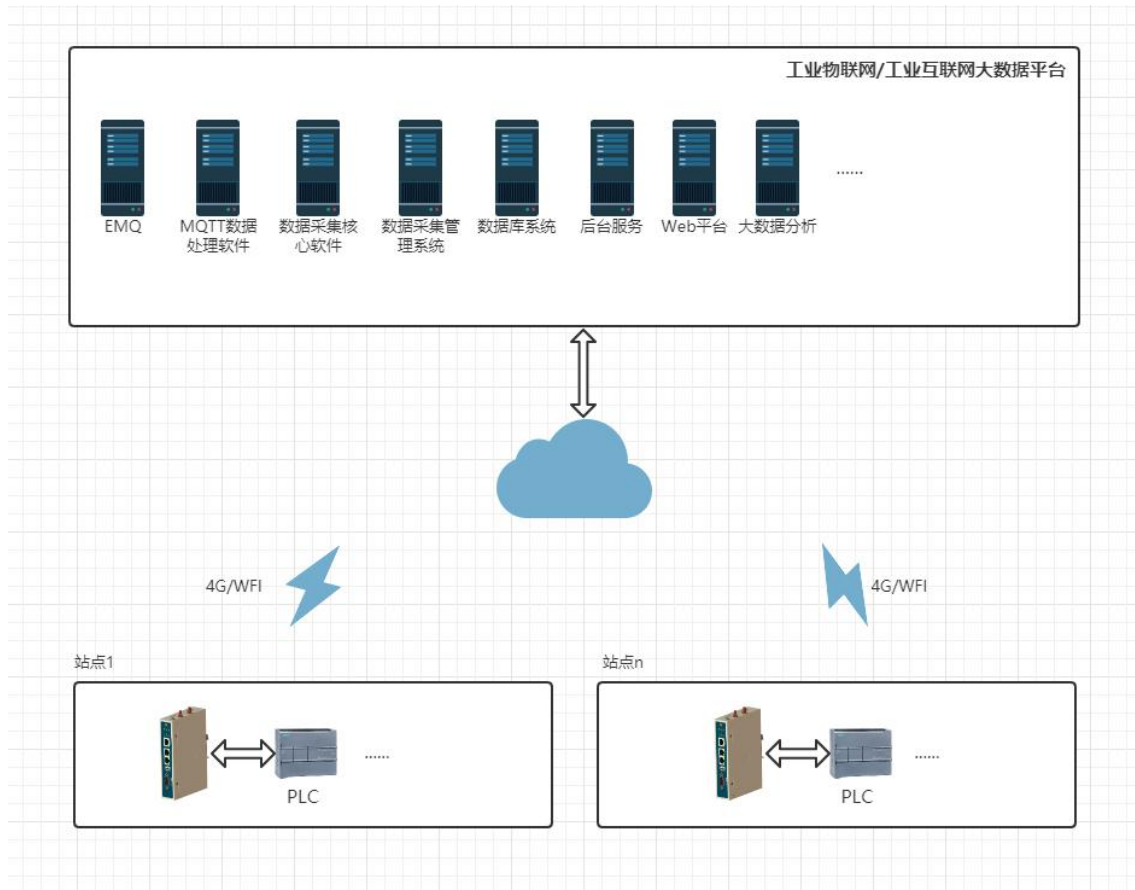 工业物联网/工业互联网大数据平台
EMQ
MQTT数据
处理软件
数据采集核
心软件
数据采集管
理系统
数据库系统
后台服务
Web平台
大数据分析
......
4G/WFI
4G/WFI
站点1
站点n
......
PLC
......
PLC